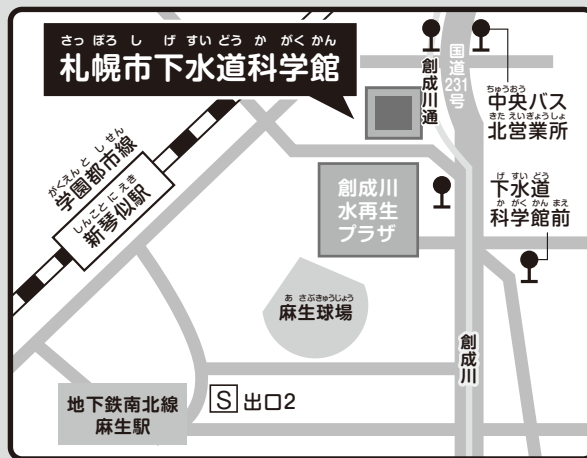 さっぽろしげすいどうかがくかん
札幌市下水道科学館
国道231号
創成川通
ちゅうおう
中央バス
きたえいぎょうしょ
北営業所
がくえんとしせん
学園都市線
しんことにえき
新琴似駅
創成川
水再生
プラザ
げすいどう
下水道
かがくかんまえ
科学館前
あさぶきゅうじょう
麻生球場
創成川
地下鉄南北線
麻生駅
S 出口2